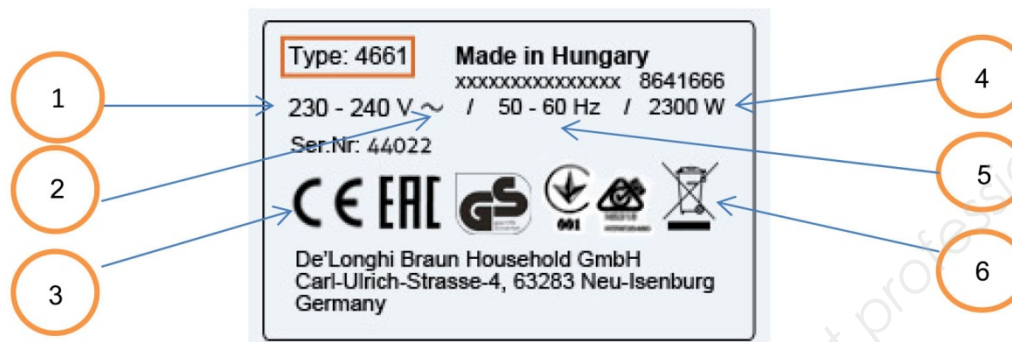 Type: 4661 Made in Hungary
xxxxxxxxxxxxxxx 8641666
1 230 - 240 V ~ / 50 - 60 Hz / 2300 W 4
Ser.Nr: 44022
2 5
CE EAC GS 001
3 6
De'Longhi Braun Household GmbH
Carl-Ulrich-Strasse-4, 63283 Neu-Isenburg
Germany